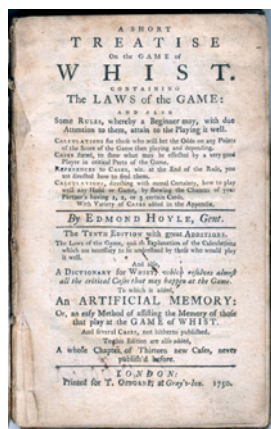 A SHORT
TREATISE
On the GAME of
WHIST.
CONTAINING
The LAWS of the GAME:
AND ALSO
Some RULES, whereby a Beginner may, with due
Attention to them, attain to the Playing it well.
CALCULATIONS for those who will bet the Odds on any Points
of the Score of the Game then playing and depending.
CASES stated, to shew what may be effected by a very good
Player in critical Parts of the Game.
REFERENCES to CASES, viz. at the End of the Rule, you
are directed how to find them.
CALCULATIONS, directing with moral Certainty, how to play
well any Hand or Game, by shewing the Chances of your
Partner's having 1, 2, or 3 certain Cards.
With Variety of CASES added in the Appendix.
By EDMOND HOYLE, Gent.
The TENTH EDITION with great ADDITIONS.
The Laws of the Game, and Explanation of the Calculations
which are necessary to be understood by those who would play
it well.
And also,
A DICTIONARY for WHIST, which resolves almost
all the critical Cases that may happen at the Game.
To which is added,
An ARTIFICIAL MEMORY:
Or, an easy Method of assisting the Memory of those
that play at the GAME of WHIST.
And several CASES, not hitherto published.
To this Edition are also added,
A whole Chapter of Thirteen new Cases, never
publish'd before.
LONDON:
Printed for T. OSBORNE, at Gray's-Inn. 1750.